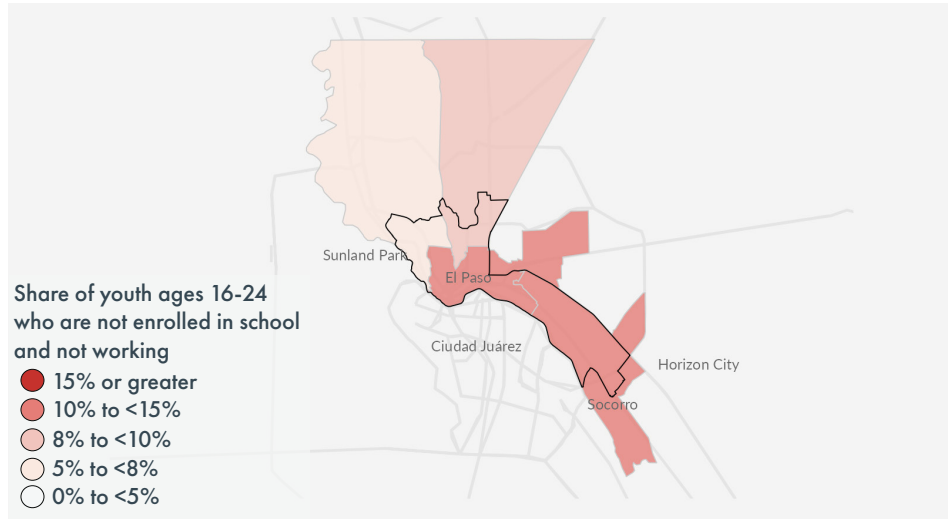 Sunland Park
El Paso
Ciudad Juárez
Horizon City
Socorro
Share of youth ages 16-24
who are not enrolled in school
and not working
15% or greater
10% to <15%
8% to <10%
5% to <8%
0% to <5%